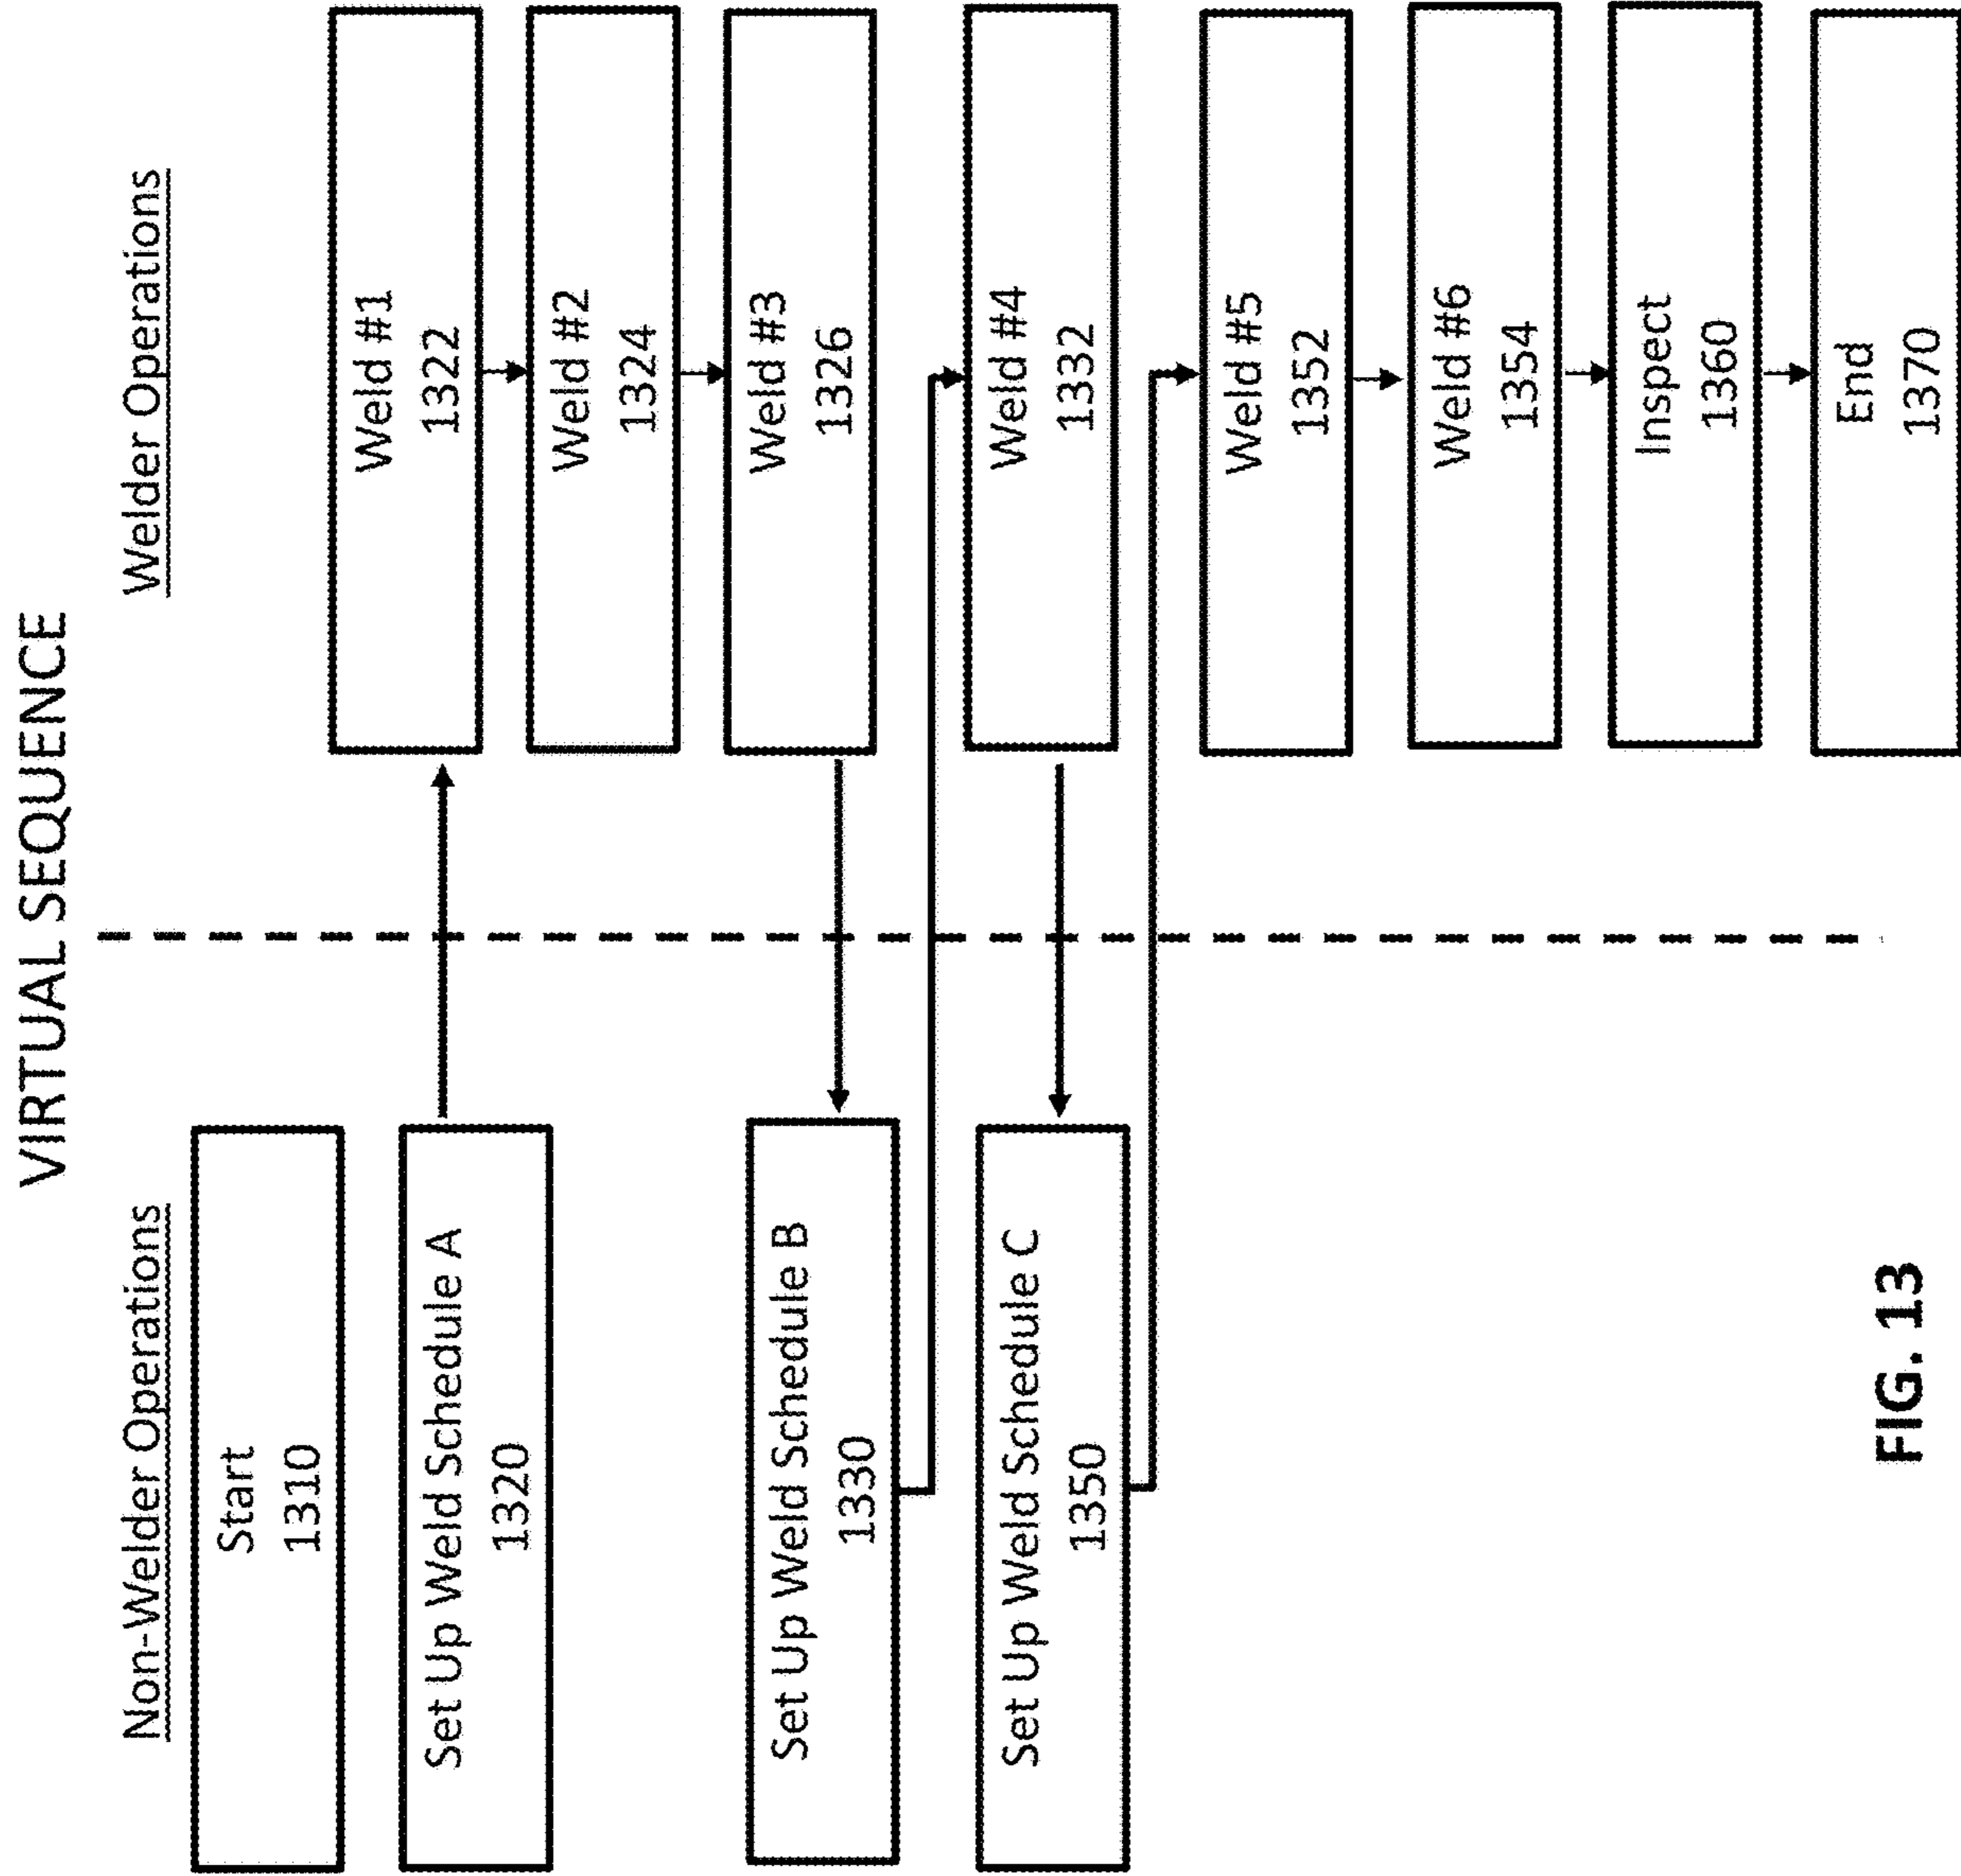 VIRTUAL SEQUENCE
Non-Welder Operations
Welder Operations
Start
1310
Set Up Weld Schedule A
1320
Weld #1
1322
Weld #2
1324
Weld #3
1326
Set Up Weld Schedule B
1330
Weld #4
1332
Set Up Weld Schedule C
1350
Weld #5
1352
Weld #6
1354
Inspect
1360
End
1370
FIG. 13